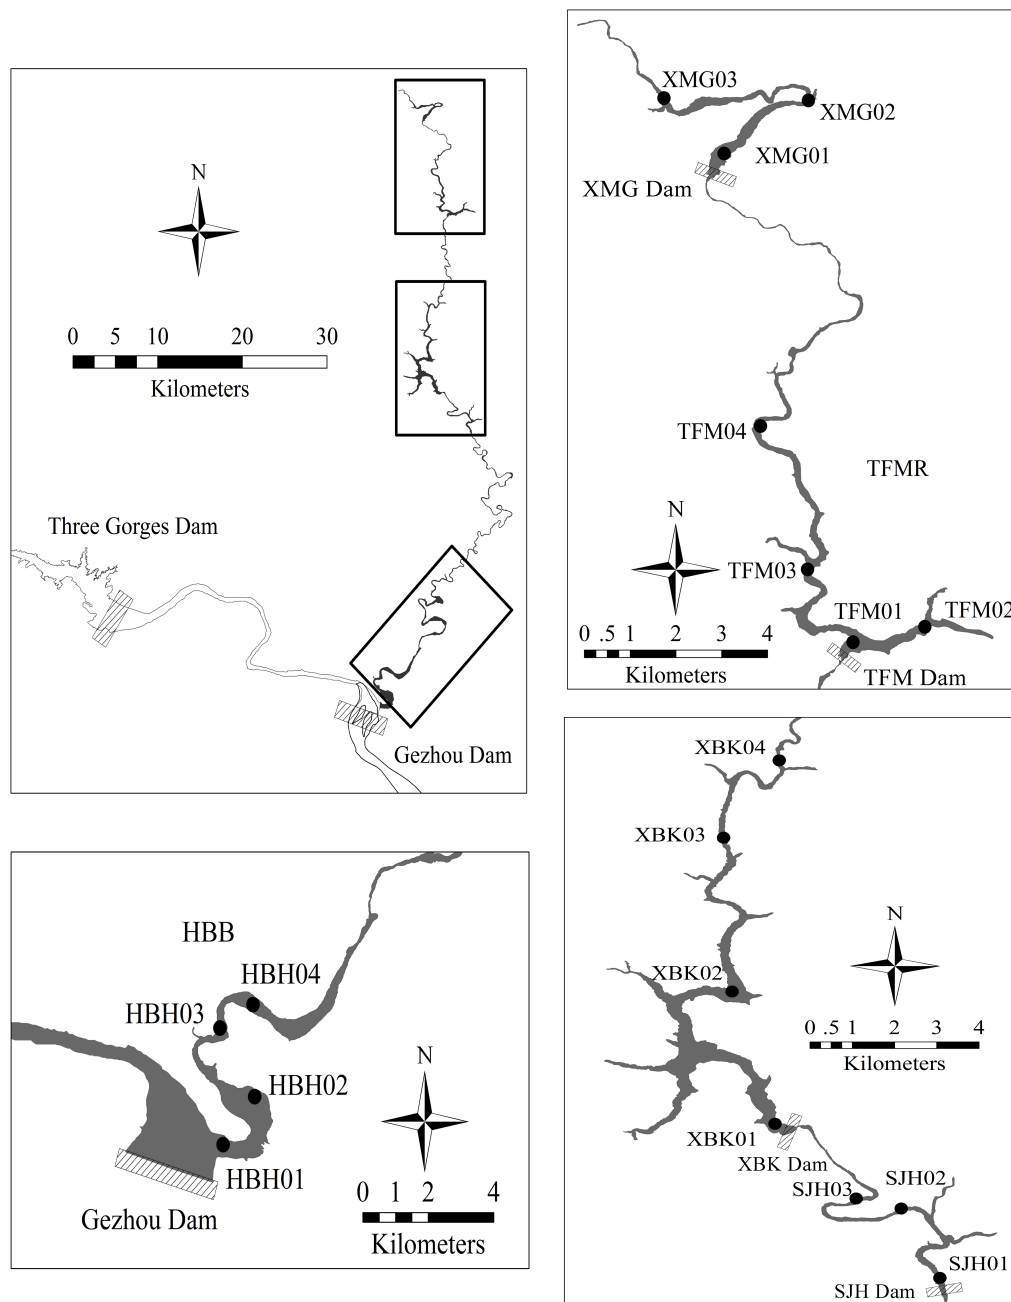 N
0 5 10 20 30
Kilometers
Three Gorges Dam
Gezhou Dam
XMG03
XMG02
XMG01
XMG Dam
TFM04
TFMR
N
TFM03
TFM01
TFM02
0 .5 1 2 3 4
Kilometers
TFM Dam
HBB
HBH04
HBH03
N
HBH02
HBH01
Gezhou Dam
0 1 2 4
Kilometers
XBK04
XBK03
N
XBK02
0 .5 1 2 3 4
Kilometers
XBK01
XBK Dam
SJH03
SJH02
SJH01
SJH Dam